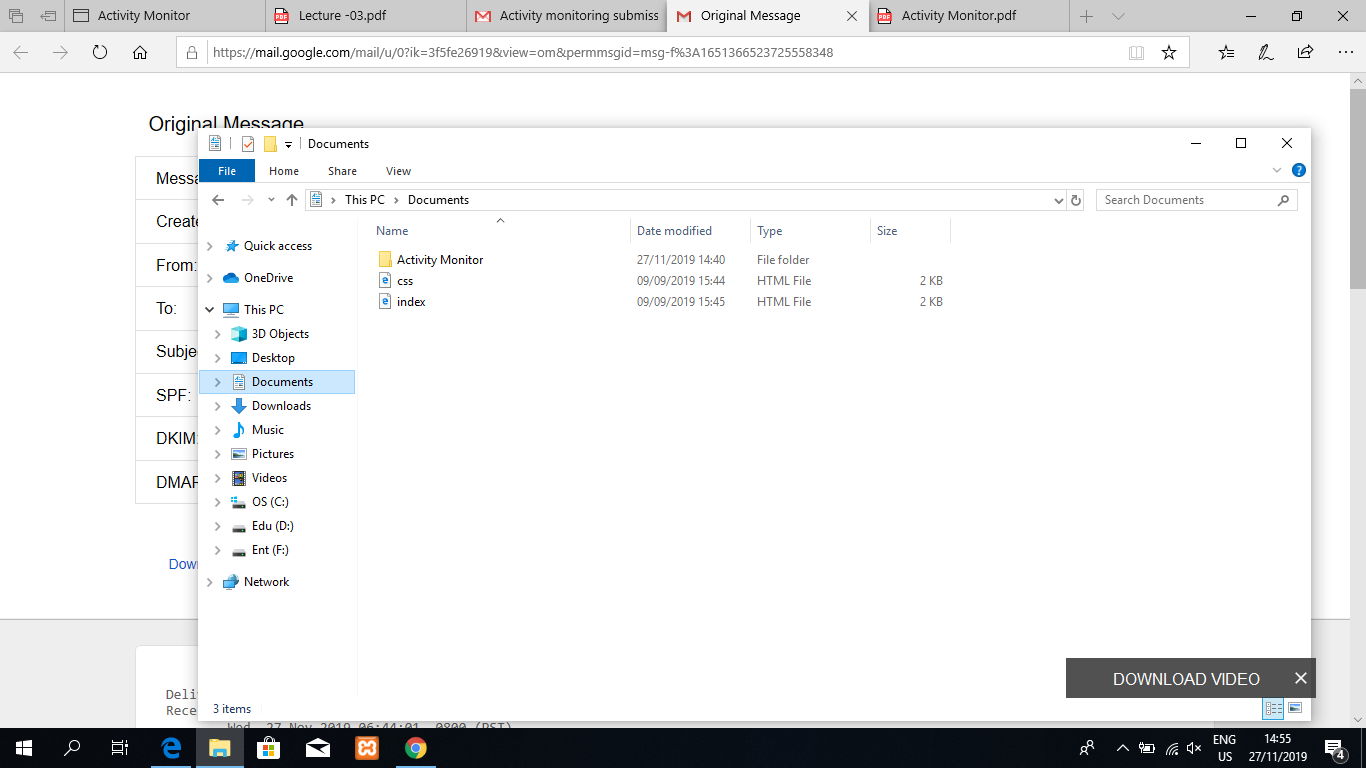 Activity Monitor
Lecture -03.pdf
Activity monitoring submiss
Original Message
Activity Monitor.pdf
https://mail.google.com/mail/u/0?ik=3f5fe26919&view=om&permmsgid=msg-f%3A1651366523725558348
Original Message
Documents
File Home Share View
This PC Documents
Search Documents
Messa
Create
From:
To:
Subje
SPF:
DKIM:
DMAR
Down
Quick access
OneDrive
This PC
3D Objects
Desktop
Documents
Downloads
Music
Pictures
Videos
OS (C:)
Edu (D:)
Ent (F:)
Network
Name Date modified Type Size
Activity Monitor 27/11/2019 14:40 File folder
css 09/09/2019 15:44 HTML File 2 KB
index 09/09/2019 15:45 HTML File 2 KB
DOWNLOAD VIDEO
3 items
Deli
Rece
Wed, 27 Nov 2019 06:44:01 -0800 (PST)
ENG
US
14:55
27/11/2019
4